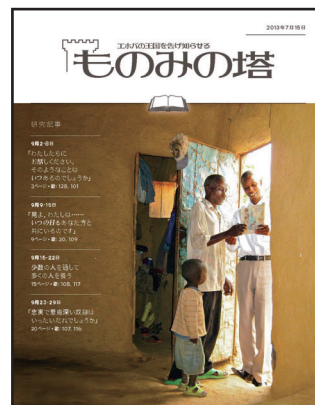 2013年7月15日
エホバの王国を告げ知らせる
ものみの塔
研究記事
9月2-8日
「わたしたちに
お話しください。
そのようなことは
いつあるのでしょうか」
3ページ・歌: 128, 101
9月9-15日
「見よ，わたしは……
いつの日もあなた方と
共にいるのです」
9ページ・歌: 30, 109
9月16-22日
少数の人を通して
多くの人を養う
15ページ・歌: 108, 117
9月23-29日
「忠実で思慮深い奴隷は
いったいだれでしょうか」
20ページ・歌: 107, 116